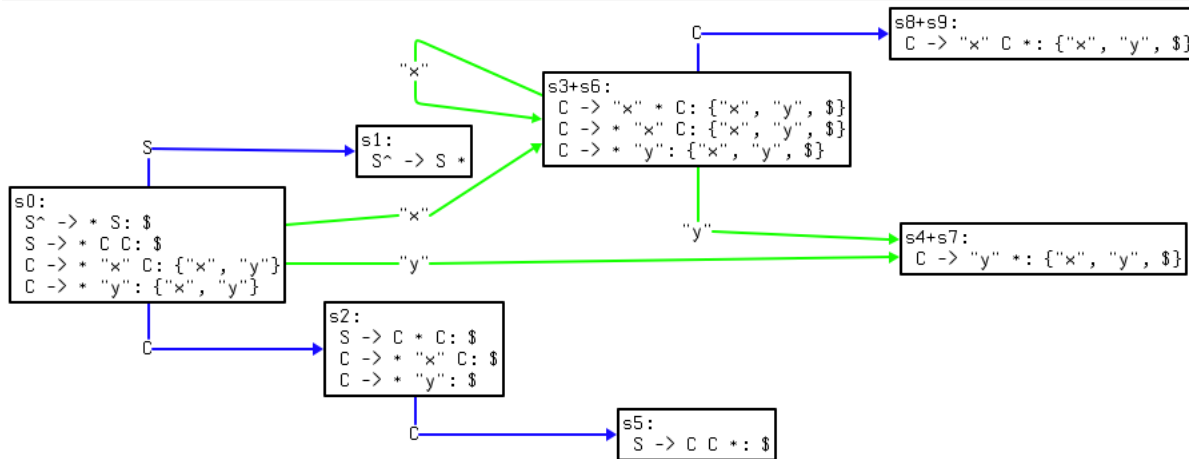 s8+s9:
C -> "x" C *: {"x", "y", $}
C
"x"
s3+s6:
C -> "x" * C: {"x", "y", $}
C -> * "x" C: {"x", "y", $}
C -> * "y": {"x", "y", $}
s1:
S^ -> S *
S
s0:
S^ -> * S: $
S -> * C C: $
C -> * "x" C: {"x", "y"}
C -> * "y": {"x", "y"}
"x"
"y"
"y"
s4+s7:
C -> "y" *: {"x", "y", $}
C
s2:
S -> C * C: $
C -> * "x" C: $
C -> * "y": $
C
s5:
S -> C C *: $